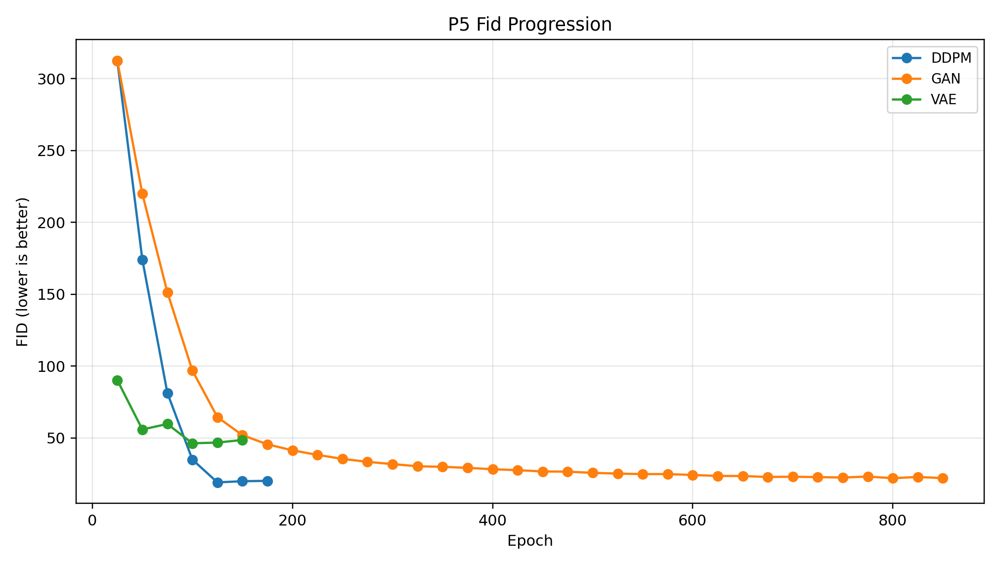 P5 Fid Progression
DDPM
GAN
VAE
FID (lower is better)
300
250
200
150
100
50
0
200
400
600
800
Epoch